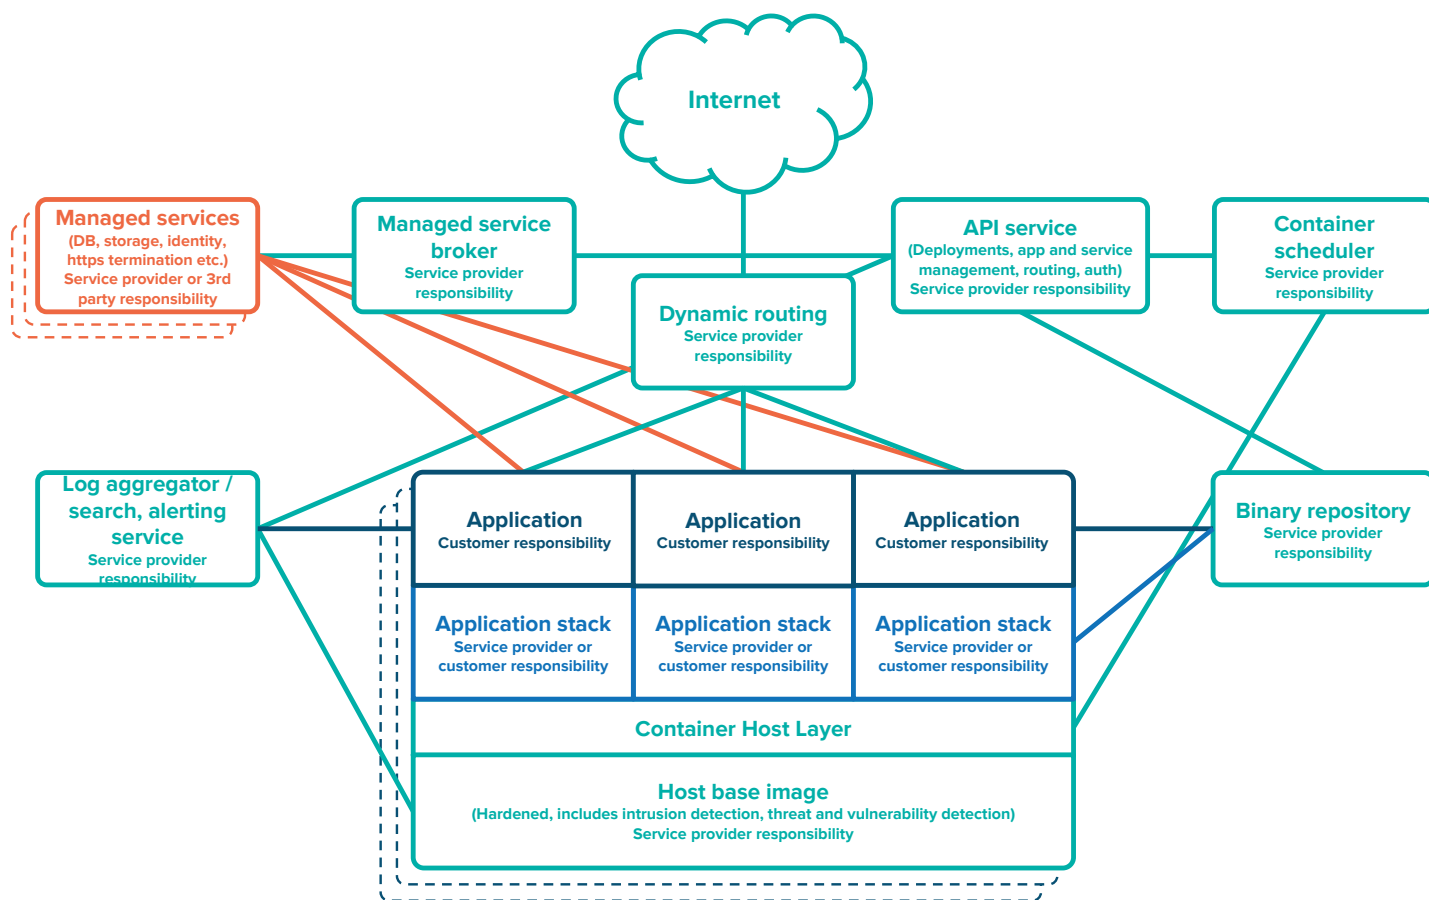 Internet
Managed services
(DB, storage, identity,
https termination etc.)
Service provider or 3rd
party responsibility
Managed service
broker
Service provider
responsibility
API service
(Deployments, app and service
management, routing, auth)
Service provider responsibility
Container
scheduler
Service provider
responsibility
Dynamic routing
Service provider
responsibility
Log aggregator /
search, alerting
service
Service provider
responsibility
Application
Customer responsibility
Application
Customer responsibility
Application
Customer responsibility
Binary repository
Service provider
responsibility
Application stack
Service provider or
customer responsibility
Application stack
Service provider or
customer responsibility
Application stack
Service provider or
customer responsibility
Container Host Layer
Host base image
(Hardened, includes intrusion detection, threat and vulnerability detection)
Service provider responsibility